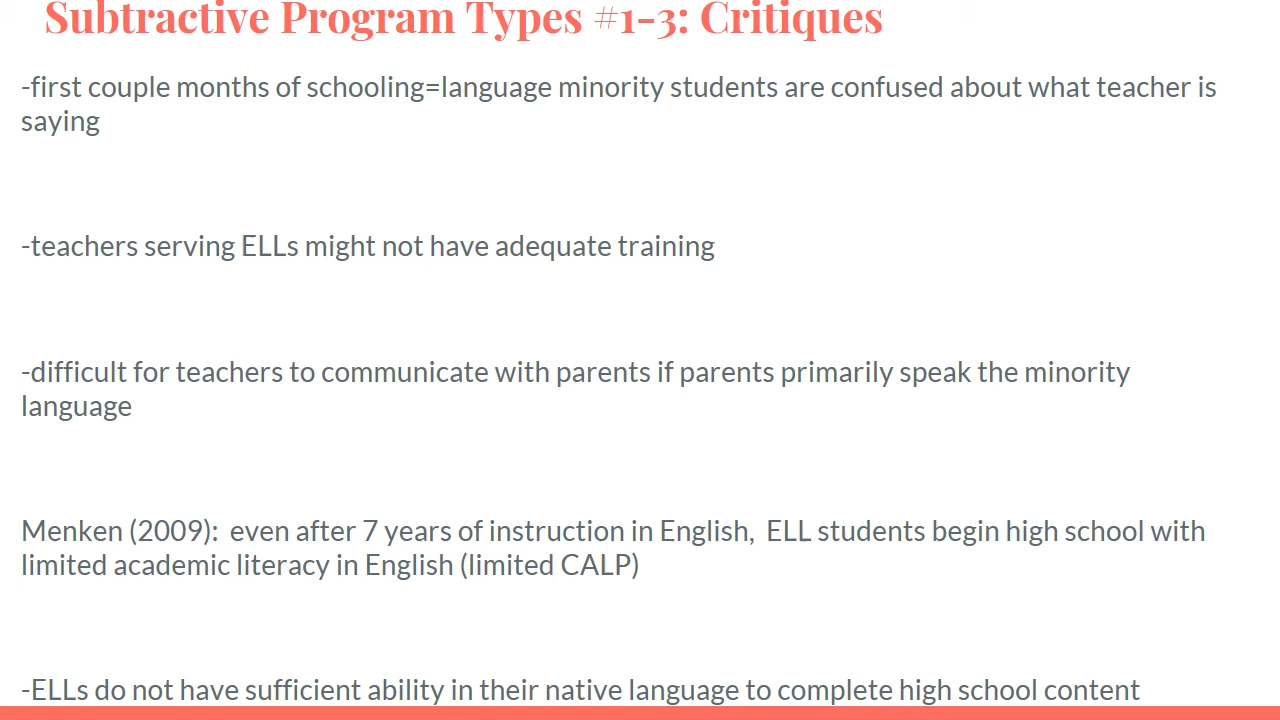 Subtractive Program Types #1-3: Critiques
-first couple months of schooling=language minority students are confused about what teacher is
saying
-teachers serving ELLs might not have adequate training
-difficult for teachers to communicate with parents if parents primarily speak the minority
language
Menken (2009):  even after 7 years of instruction in English,  ELL students begin high school with
limited academic literacy in English (limited CALP)
-ELLs do not have sufficient ability in their native language to complete high school content